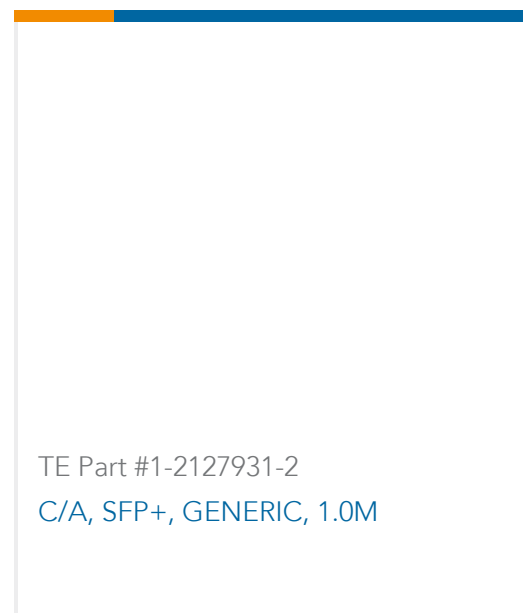 TE Part #1-2127931-2
C/A, SFP+, GENERIC, 1.0M